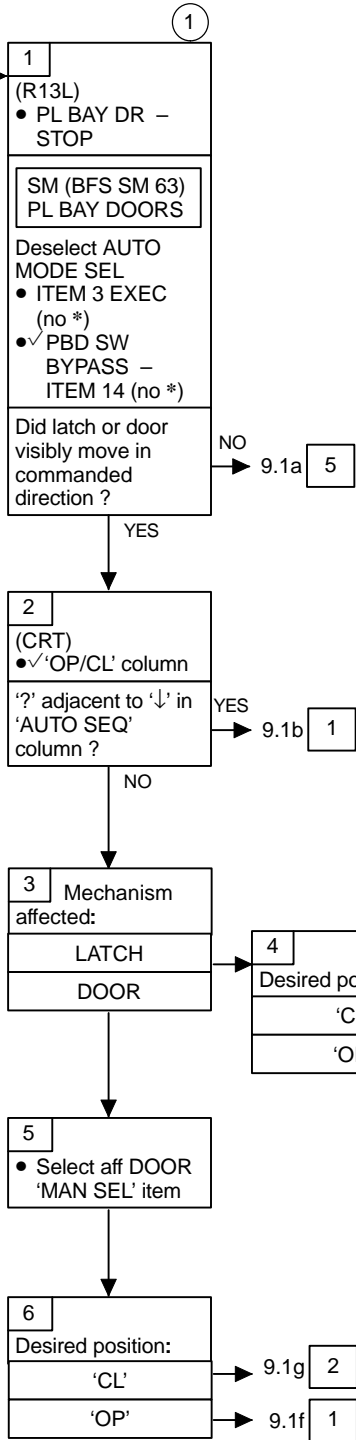 1
1
(R13L)
● PL BAY DR –
STOP
SM (BFS SM 63)
PL BAY DOORS
Deselect AUTO
MODE SEL
● ITEM 3 EXEC
(no *)
●√ PBD SW
BYPASS –
ITEM 14 (no *)
Did latch or door
visibly move in
commanded
direction ?
NO
9.1a 5
YES
2
(CRT)
●√ 'OP/CL' column
'?' adjacent to '↓' in
'AUTO SEQ'
column ?
YES
9.1b 1
NO
3 Mechanism
affected:
LATCH
DOOR
4
Desired
'C
'O
5
● Select aff DOOR
'MAN SEL' item
6
Desired position:
'CL'
9.1g 2
'OP'
9.1f 1